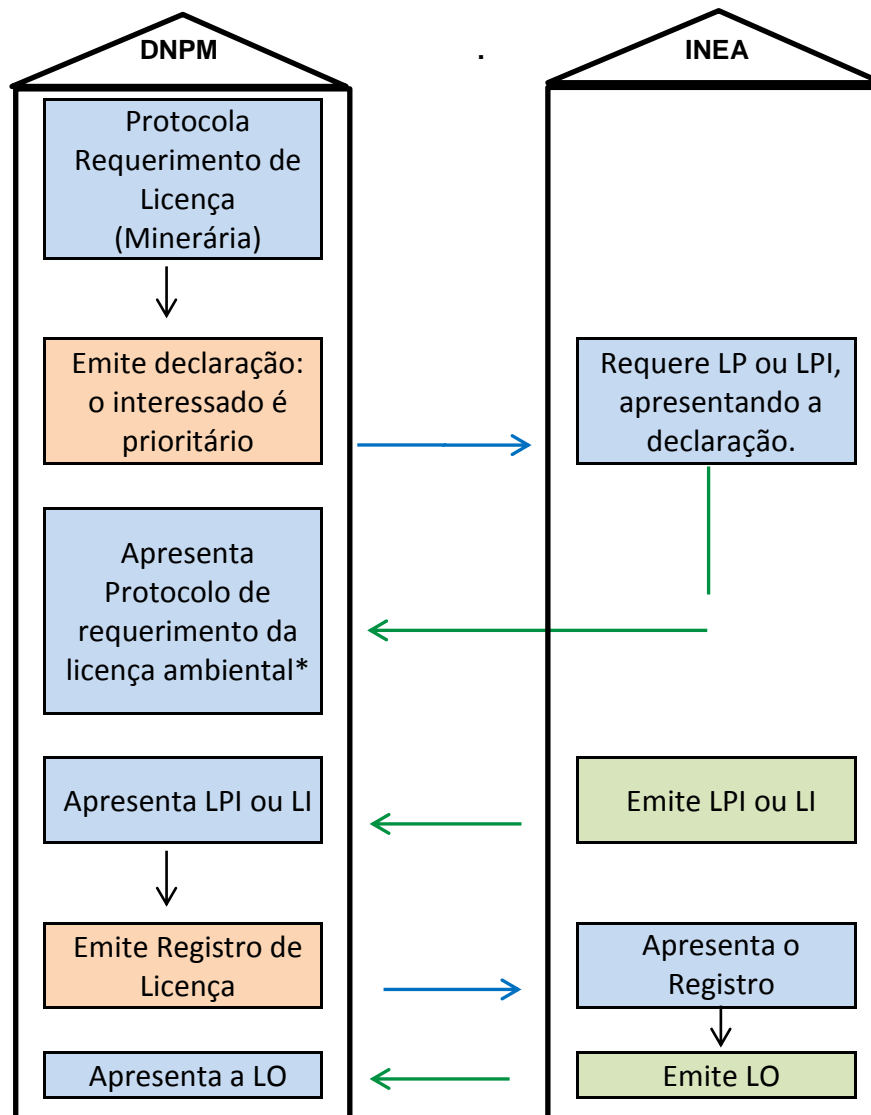 DNPM
.
INEA
Protocola
Requerimento de
Licença
(Minerária)
Emite declaração:
o interessado é
prioritário
Requere LP ou LPI,
apresentando a
declaração.
Apresenta
Protocolo de
requerimento da
licença ambiental*
Apresenta LPI ou LI
Emite LPI ou LI
Emite Registro de
Licença
Apresenta o
Registro
Apresenta a LO
Emite LO